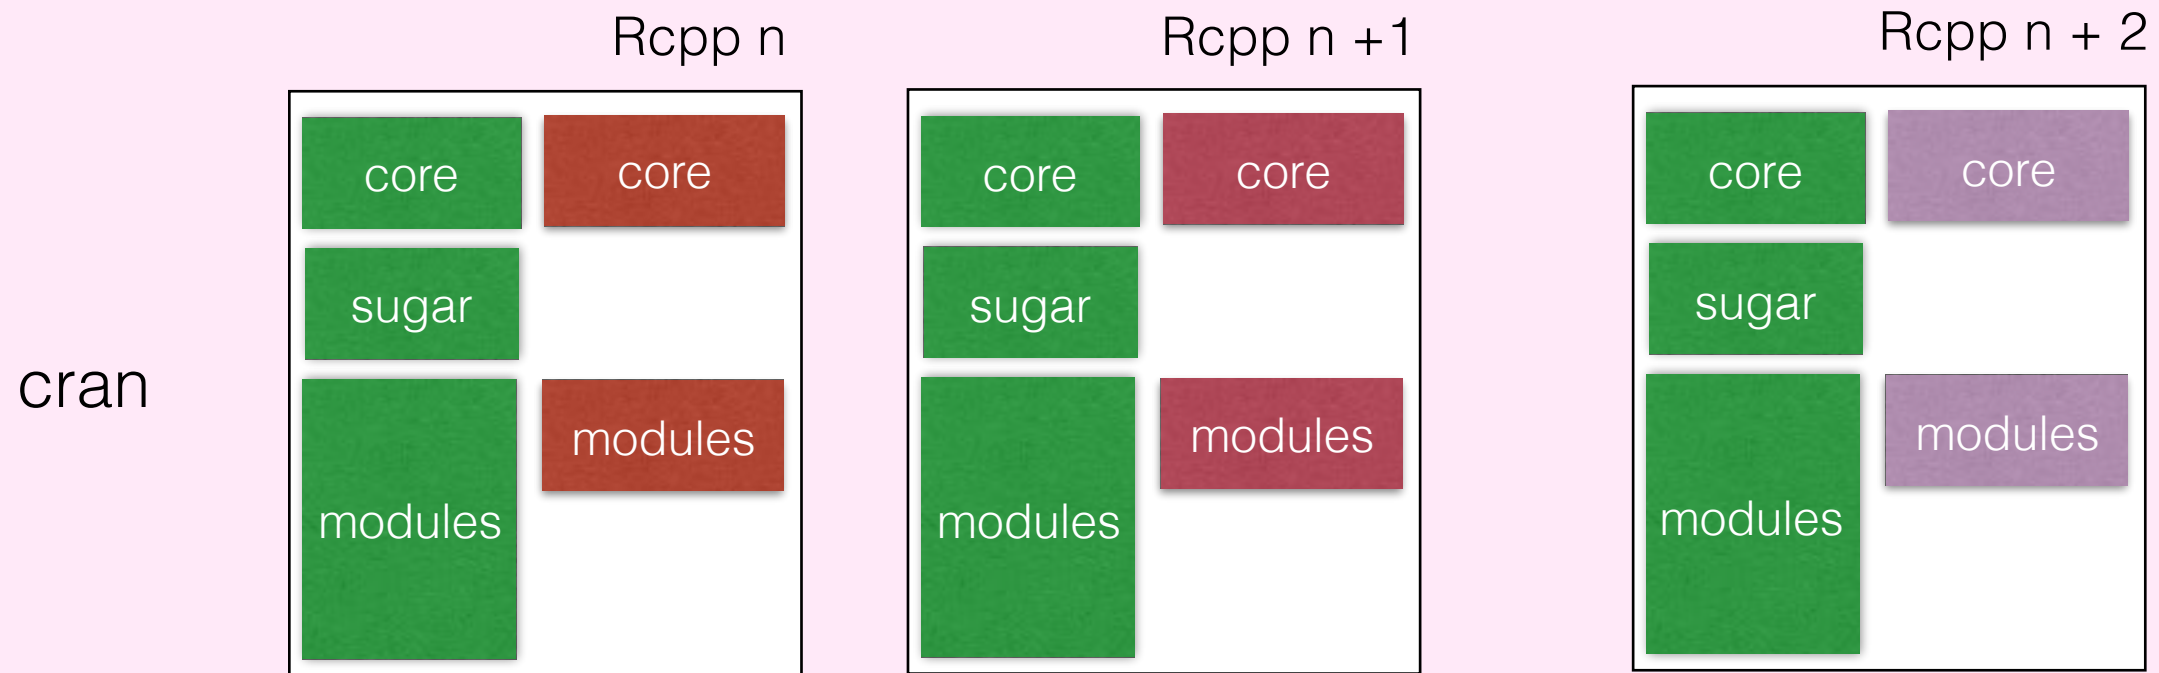 Rcpp n
Rcpp n +1
Rcpp n + 2
core
core
core
core
core
core
sugar
sugar
sugar
cran
modules
modules
modules
modules
modules
modules